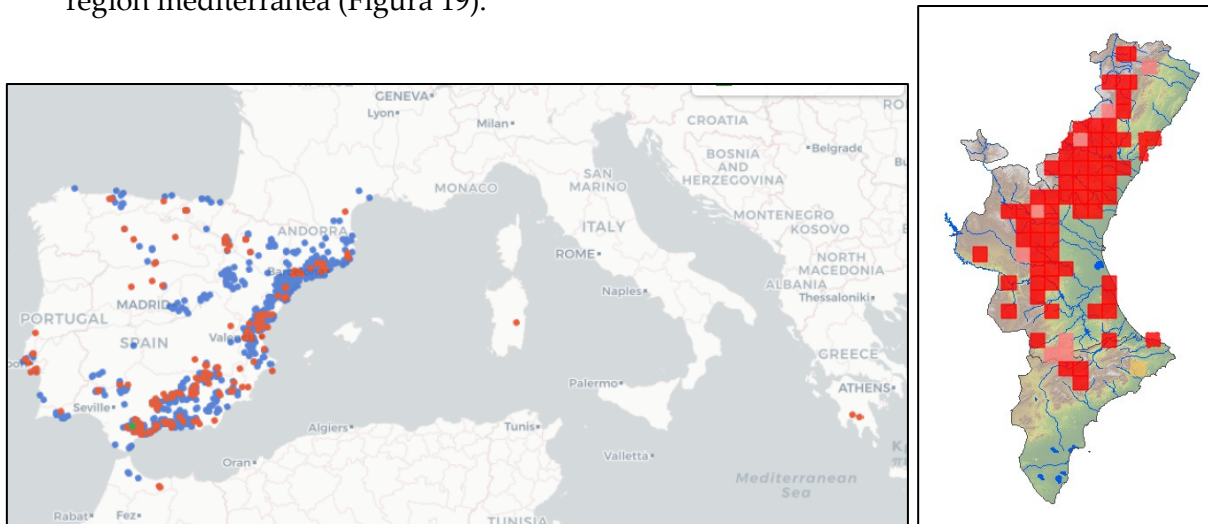 región mediterránea (Figura 19).
GENEVA
Lyon
Milan
CROATIA
BOSNIA
AND
HERZEGOVINA
Belgrade
SAN
MARINO
MONACO
MONTENEGRO
KOSOVO
ANDORRA
ITALY
ROME
NORTH
MACEDONIA
ALBANIA
Thessaloniki
Naples
MADRID
PORTUGAL
SPAIN
GREECE
Palermo
ATHENS
Seville
Algiers
Tunis
Oran
Valletta
Mediterranean
Sea
Rabat
Fez
TUNISIA